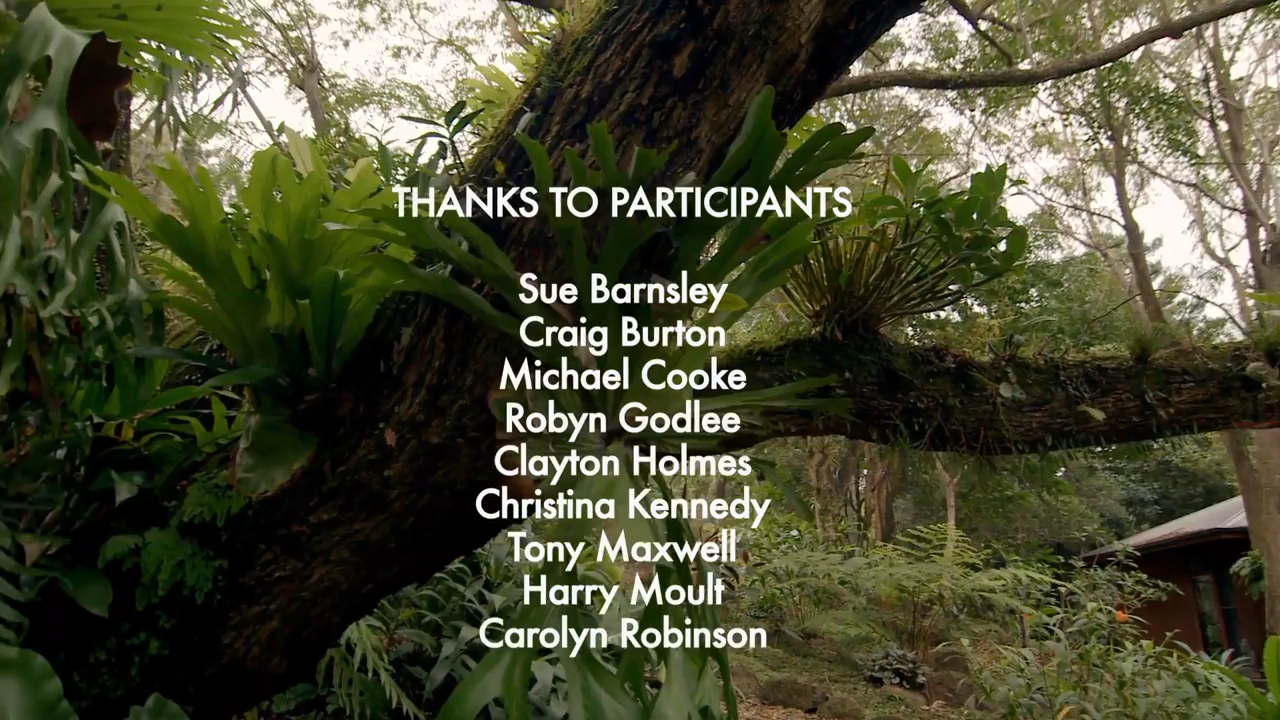 THANKS TO PARTICIPANTS
Sue Barnsley
Craig Burton
Michael Cooke
Robyn Godlee
Clayton Holmes
Christina Kennedy
Tony Maxwell
Harry Moult
Carolyn Robinson